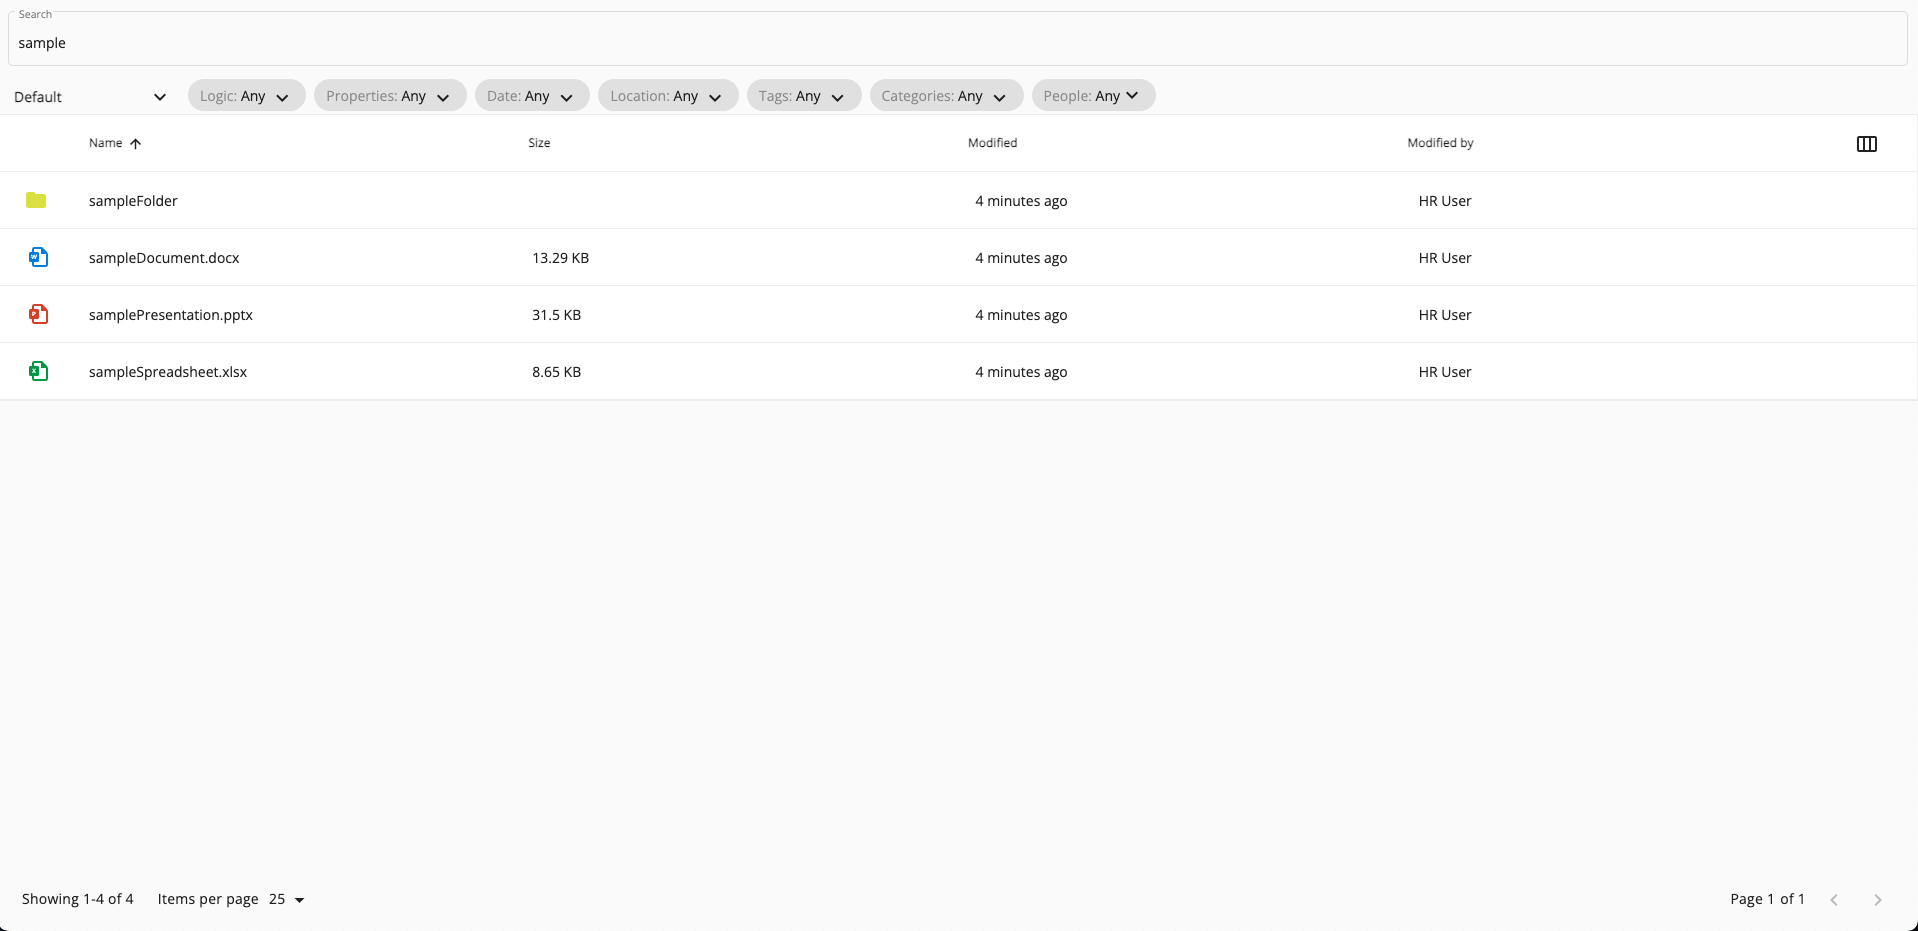 Search
sample
Default Logic: Any Properties: Any Date: Any Location: Any Tags: Any Categories: Any People: Any
Name Size Modified Modified by
sampleFolder 4 minutes ago HR User
sampleDocument.docx 13.29 KB 4 minutes ago HR User
samplePresentation.pptx 31.5 KB 4 minutes ago HR User
sampleSpreadsheet.xlsx 8.65 KB 4 minutes ago HR User
Showing 1-4 of 4 Items per page 25 Page 1 of 1